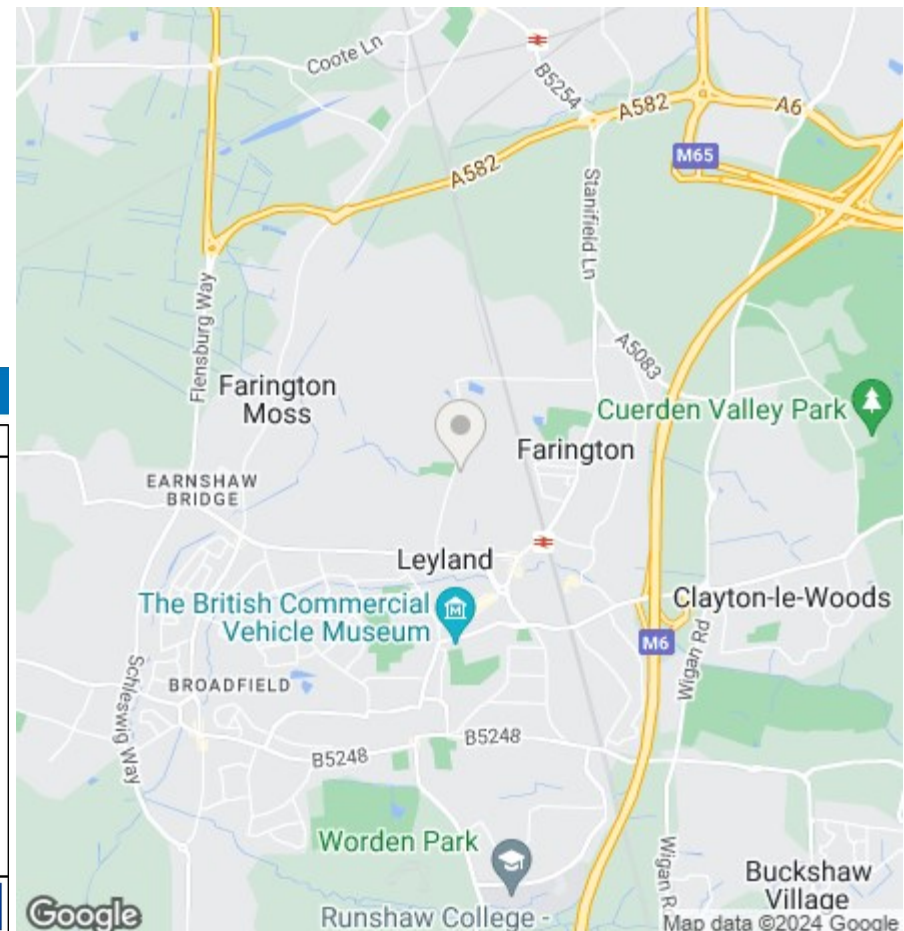 Coote Ln
B5254
A582
A6
M65
A582
Stanifield Ln
Flensburg Way
A5083
Farington
Moss
Cuerden Valley Park
Farington
EARNSHAW
BRIDGE
Leyland
The British Commercial
Vehicle Museum
Clayton-le-Woods
M6
Wigan Rd
Schleswig Way
BROADFIELD
B5248
B5248
Worden Park
Wigan R
Buckshaw
Village
Runshaw College -
Google
Map data ©2024 Google